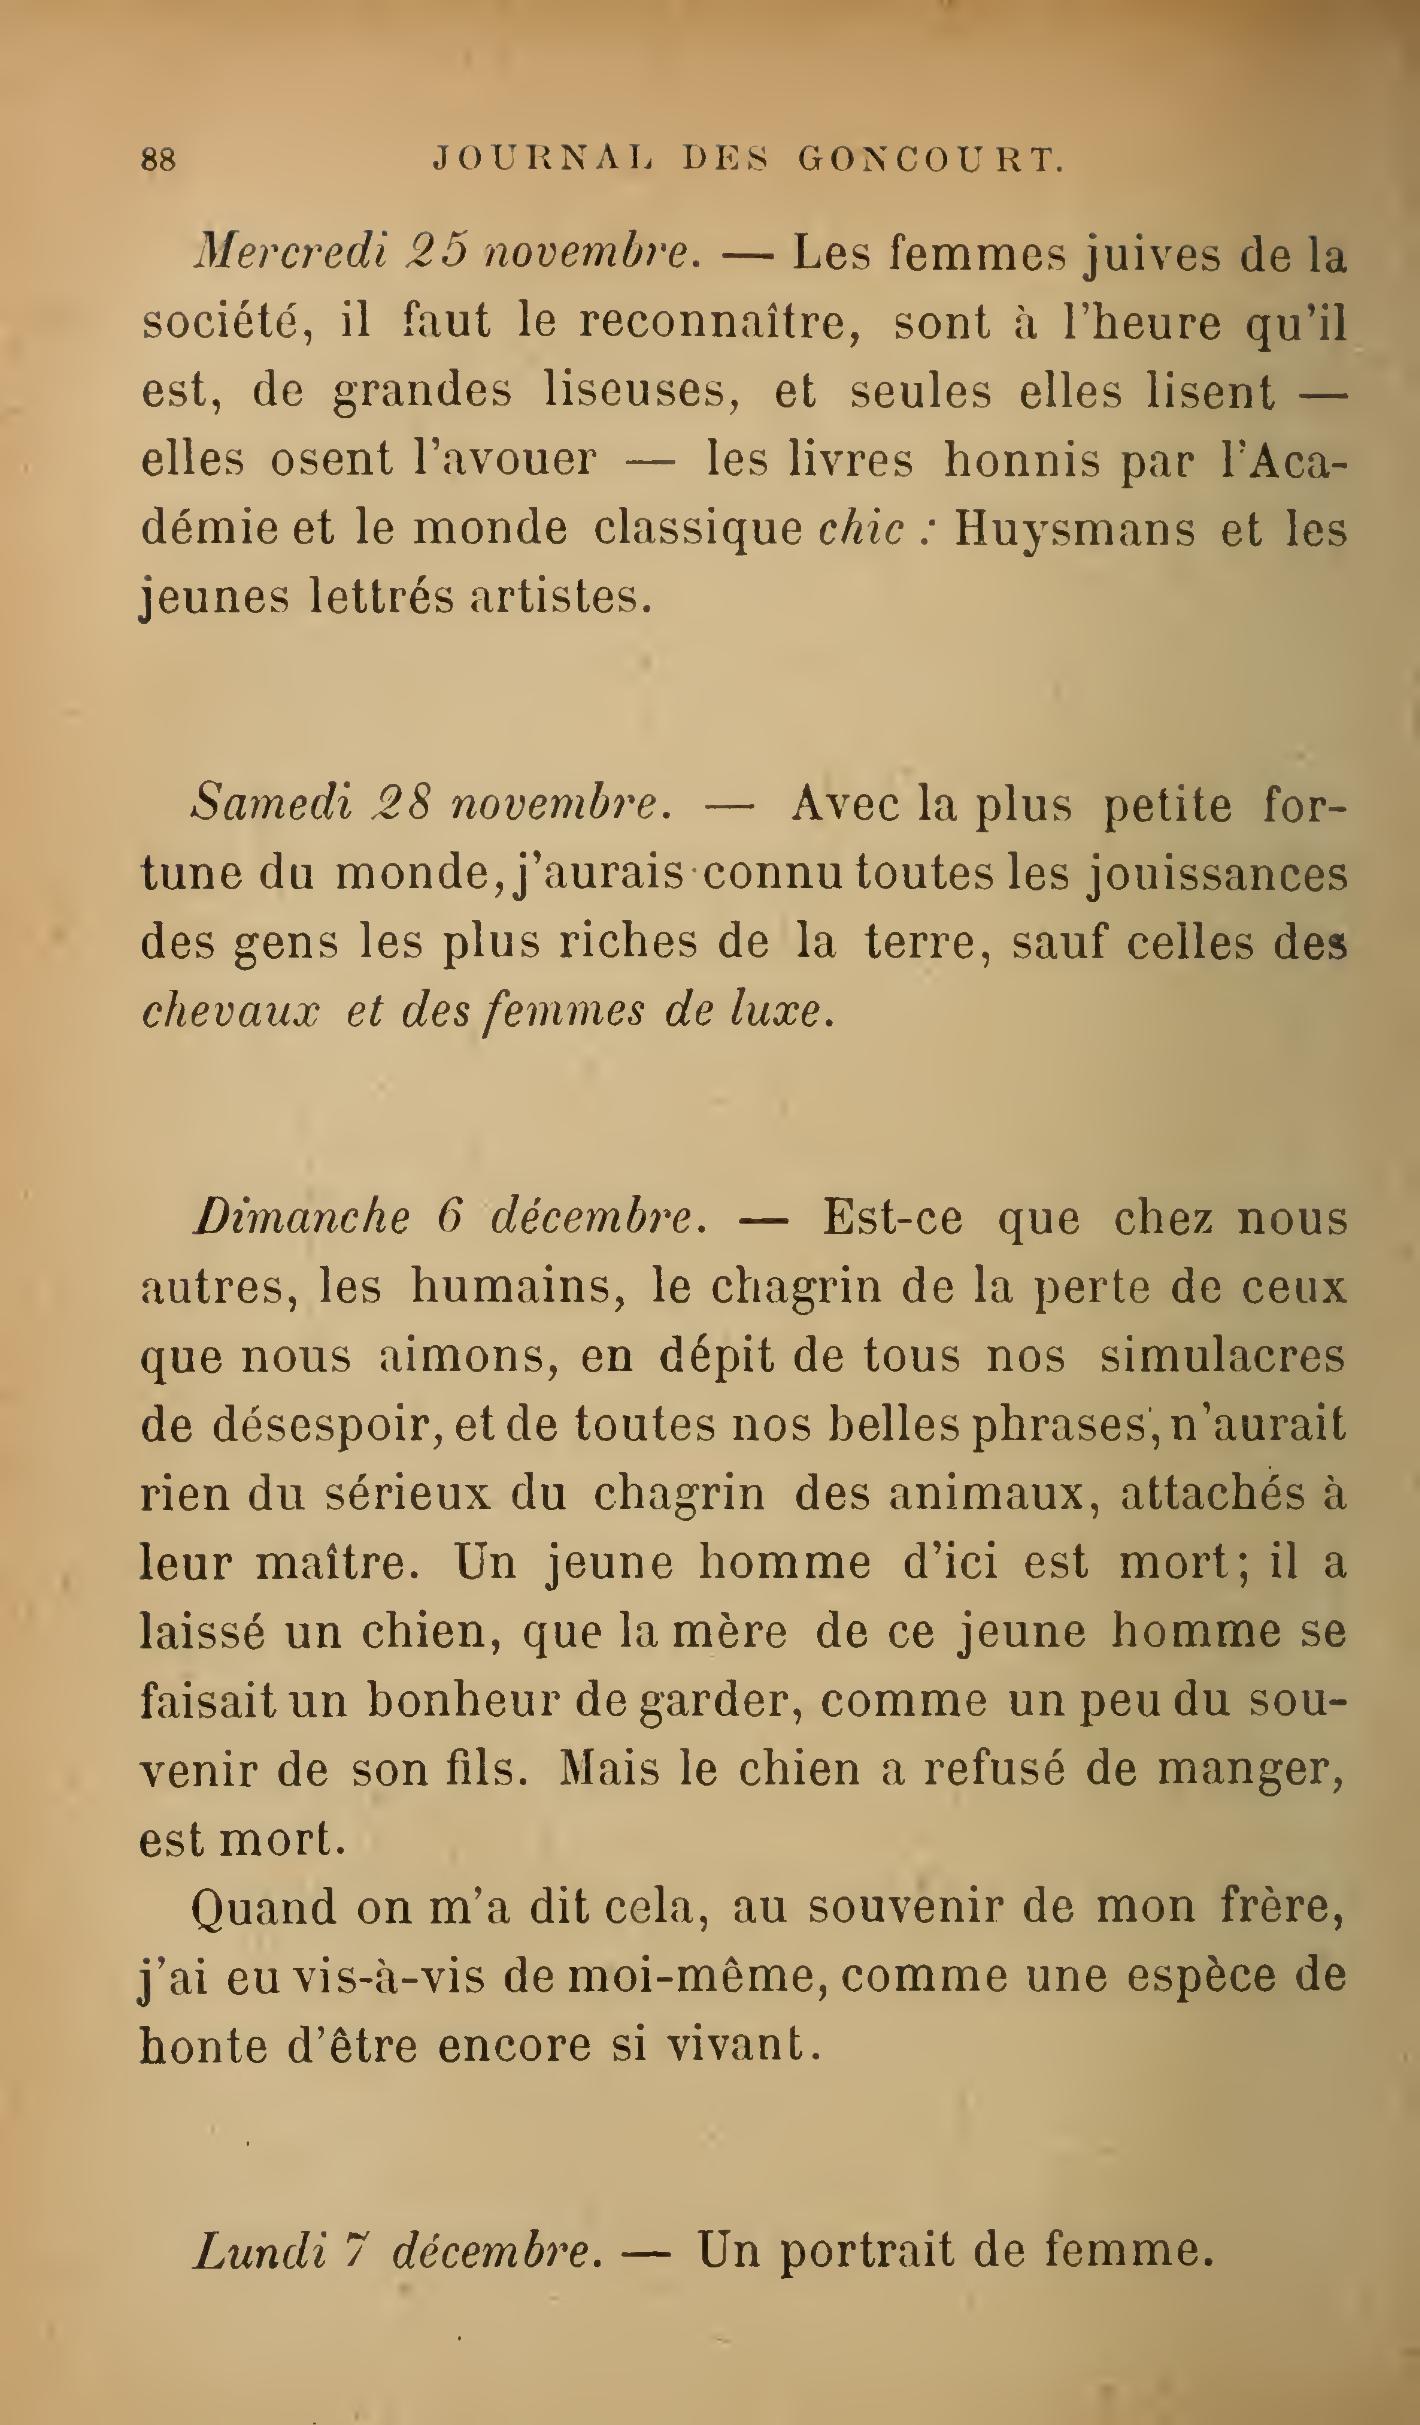 88 JOURNAL DES GONCOURT.
Mercredi 25 novembre. — Les femmes juives de la
société, il faut le reconnaître, sont à l'heure qu'il
est, de grandes liseuses, et seules elles lisent —
elles osent l'avouer — les livres honnis par l'Aca-
démie et le monde classique chic : Huysmans et les
jeunes lettrés artistes.
Samedi 28 novembre. — Avec la plus petite for-
tune du monde, j'aurais connu toutes les jouissances
des gens les plus riches de la terre, sauf celles des
chevaux et des femmes de luxe.
Dimanche 6 décembre. — Est-ce que chez nous
autres, les humains, le chagrin de la perte de ceux
que nous aimons, en dépit de tous nos simulacres
de désespoir, et de toutes nos belles phrases, n'aurait
rien du sérieux du chagrin des animaux, attachés à
leur maître. Un jeune homme d'ici est mort; il a
laissé un chien, que la mère de ce jeune homme se
faisait un bonheur de garder, comme un peu du sou-
venir de son fils. Mais le chien a refusé de manger,
est mort.
Quand on m'a dit cela, au souvenir de mon frère,
j'ai eu vis-à-vis de moi-même, comme une espèce de
honte d'être encore si vivant.
Lundi 7 décembre. — Un portrait de femme.